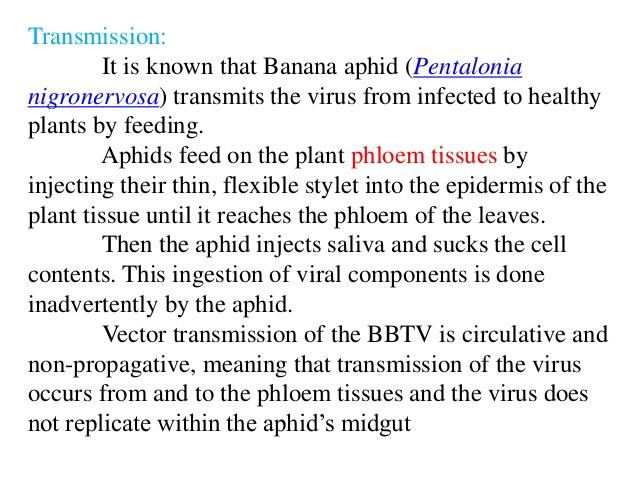 Transmission:
It is known that Banana aphid (Pentalonia
nigronervosa) transmits the virus from infected to healthy
plants by feeding.
Aphids feed on the plant phloem tissues by
injecting their thin, flexible stylet into the epidermis of the
plant tissue until it reaches the phloem of the leaves.
Then the aphid injects saliva and sucks the cell
contents. This ingestion of viral components is done
inadvertently by the aphid.
Vector transmission of the BBTV is circulative and
non-propagative, meaning that transmission of the virus
occurs from and to the phloem tissues and the virus does
not replicate within the aphid’s midgut